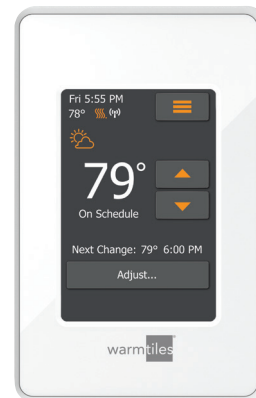 Fri 5:55 PM
78°
79°
On Schedule
Next Change: 79° 6:00 PM
Adjust...
warmtiles